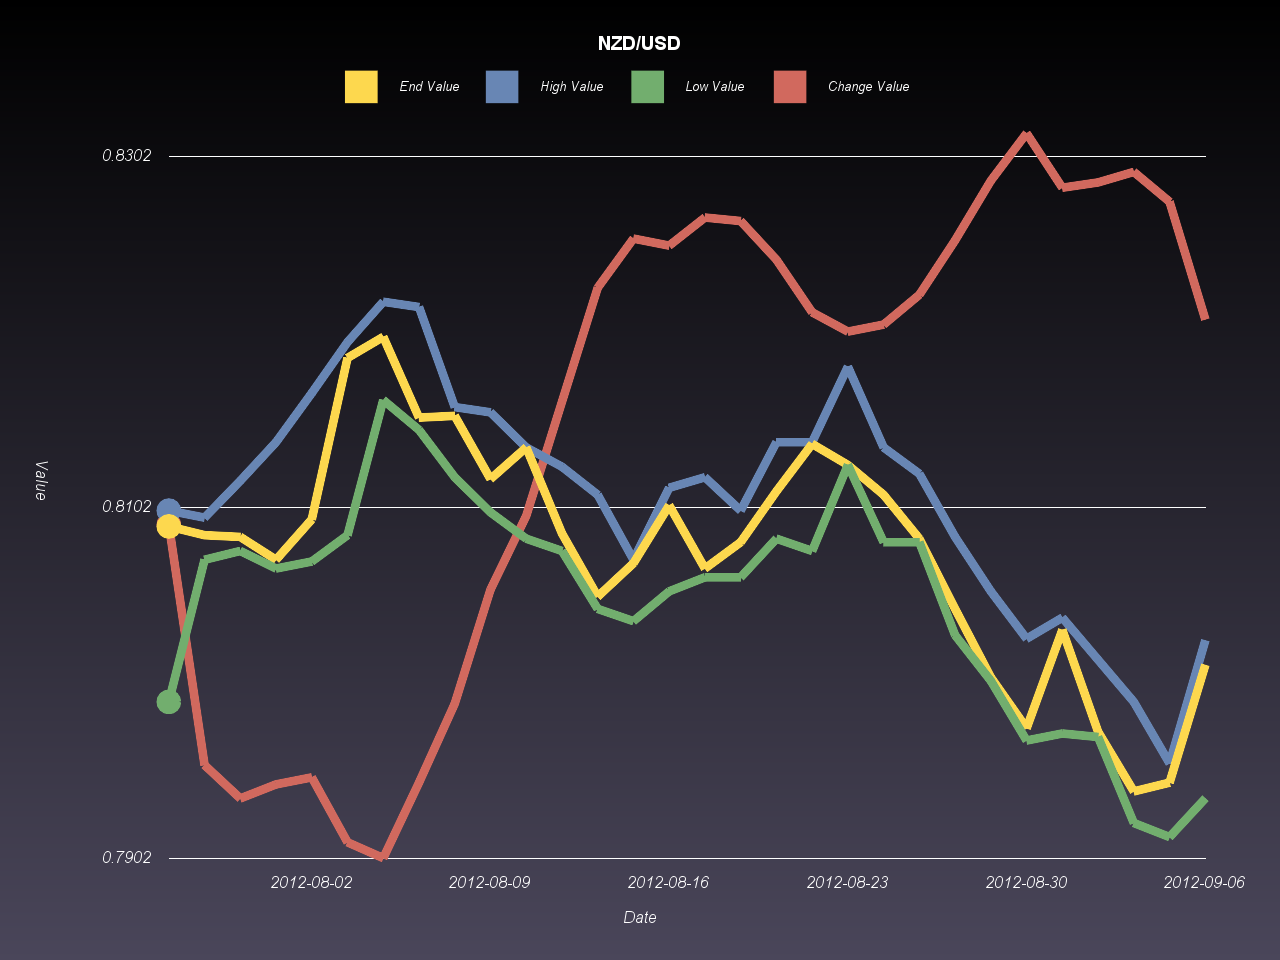 NZD/USD
End Value High Value Low Value Change Value
0.8302
0.8102
0.7902
Value
2012-08-02 2012-08-09 2012-08-16 2012-08-23 2012-08-30 2012-09-06
Date